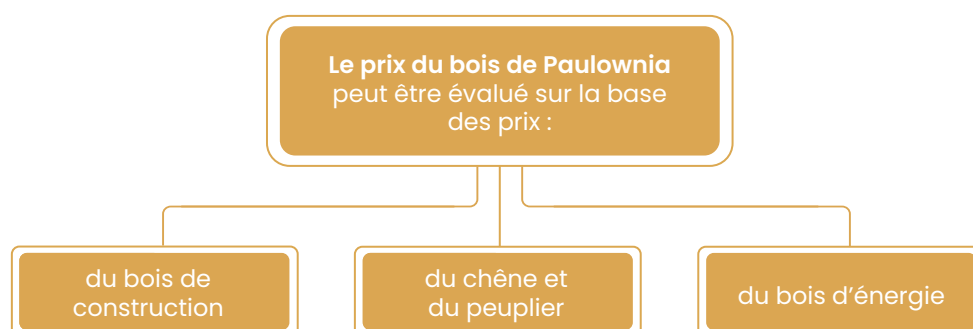 Le prix du bois de Paulownia
peut être évalué sur la base
des prix :
du bois de
construction
du chêne et
du peuplier
du bois d’énergie